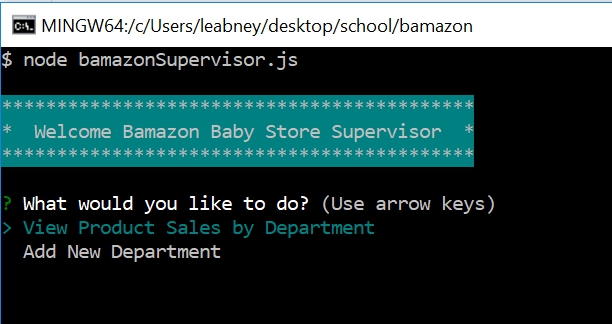 MINGW64:/c/Users/leabney/desktop/school/bamazon
$ node bamazonSupervisor.js
*******************************************
*  Welcome Bamazon Baby Store Supervisor  *
*******************************************
? What would you like to do? (Use arrow keys)
> View Product Sales by Department
  Add New Department